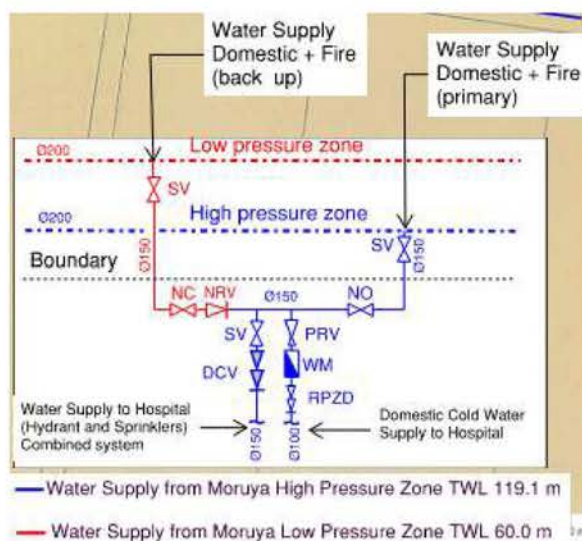 Water Supply
Domestic + Fire
(back up)
Water Supply
Domestic + Fire
(primary)
Ø200
Low pressure zone
SV
Ø200
High pressure zone
Ø150
SV
Ø150
Boundary
NC
NRV
Ø150
NO
SV
PRV
DCV
WM
RPZD
Water Supply to Hospital
(Hydrant and Sprinklers)
Combined system
Ø150
Ø100
Domestic Cold Water
Supply to Hospital
Water Supply from Moruya High Pressure Zone TWL 119.1 m
Water Supply from Moruya Low Pressure Zone TWL 60.0 m